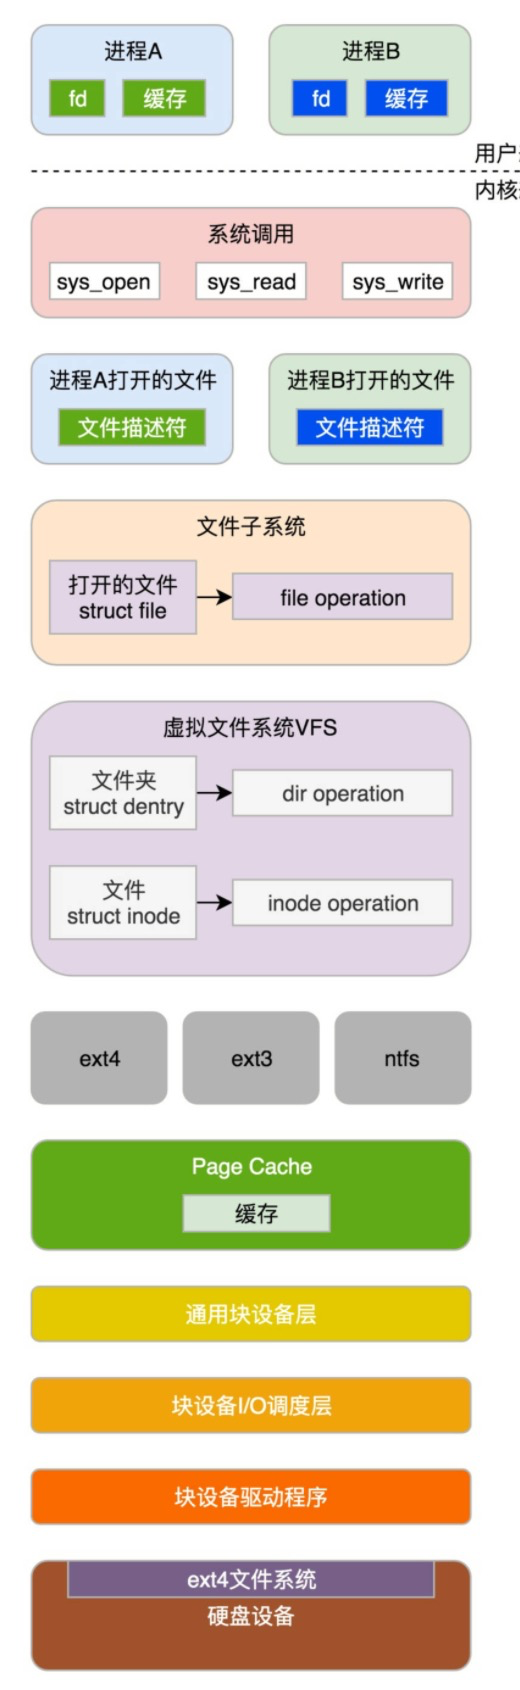 进程A
进程B
fd
缓存
fd
缓存
用户
内核
系统调用
sys_open
sys_read
sys_write
进程A打开的文件
进程B打开的文件
文件描述符
文件描述符
文件子系统
打开的文件
struct file
file operation
虚拟文件系统VFS
文件夹
struct dentry
dir operation
文件
struct inode
inode operation
ext4
ext3
ntfs
Page Cache
缓存
通用块设备层
块设备I/O调度层
块设备驱动程序
ext4文件系统
硬盘设备